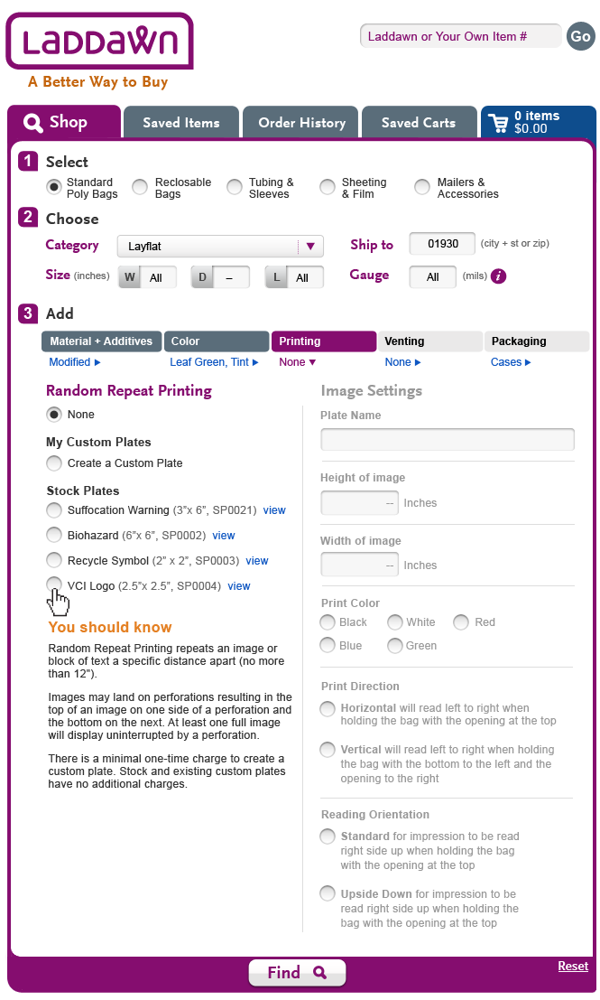 LADDAWN
A Better Way to Buy
Laddawn or Your Own Item #
Go
Shop
Saved Items
Order History
Saved Carts
0 items
$0.00
1 Select
Standard
Poly Bags
Reclosable
Bags
Tubing &
Sleeves
Sheeting
& Film
Mailers &
Accessories
2 Choose
Category
Layflat
Ship to
01930
(city + st or zip)
Size (inches)
W All
D –
L All
Gauge
All
(mils) i
3 Add
Material + Additives
Color
Printing
Venting
Packaging
Modified
Leaf Green, Tint
None
None
Cases
Random Repeat Printing
None
My Custom Plates
Create a Custom Plate
Stock Plates
Suffocation Warning (3”x 6”, SP0021) view
Biohazard (6”x 6”, SP0002) view
Recycle Symbol (2” x 2”, SP0003) view
VCI Logo (2.5”x 2.5”, SP0004) view
You should know
Random Repeat Printing repeats an image or
block of text a specific distance apart (no more
than 12").
Images may land on perforations resulting in the
top of an image on one side of a perforation and
the bottom on the next. At least one full image
will display uninterrupted by a perforation.
There is a minimal one-time charge to create a
custom plate. Stock and existing custom plates
have no additional charges.
Image Settings
Plate Name
Height of image
-- Inches
Width of image
-- Inches
Print Color
Black
White
Red
Blue
Green
Print Direction
Horizontal will read left to right when
holding the bag with the opening at the top
Vertical will read left to right when holding
the bag with the bottom to the left and the
opening to the right
Reading Orientation
Standard for impression to be read
right side up when holding the bag
with the opening at the top
Upside Down for impression to be
read right side up when holding the
bag with the opening at the top
Find
Reset